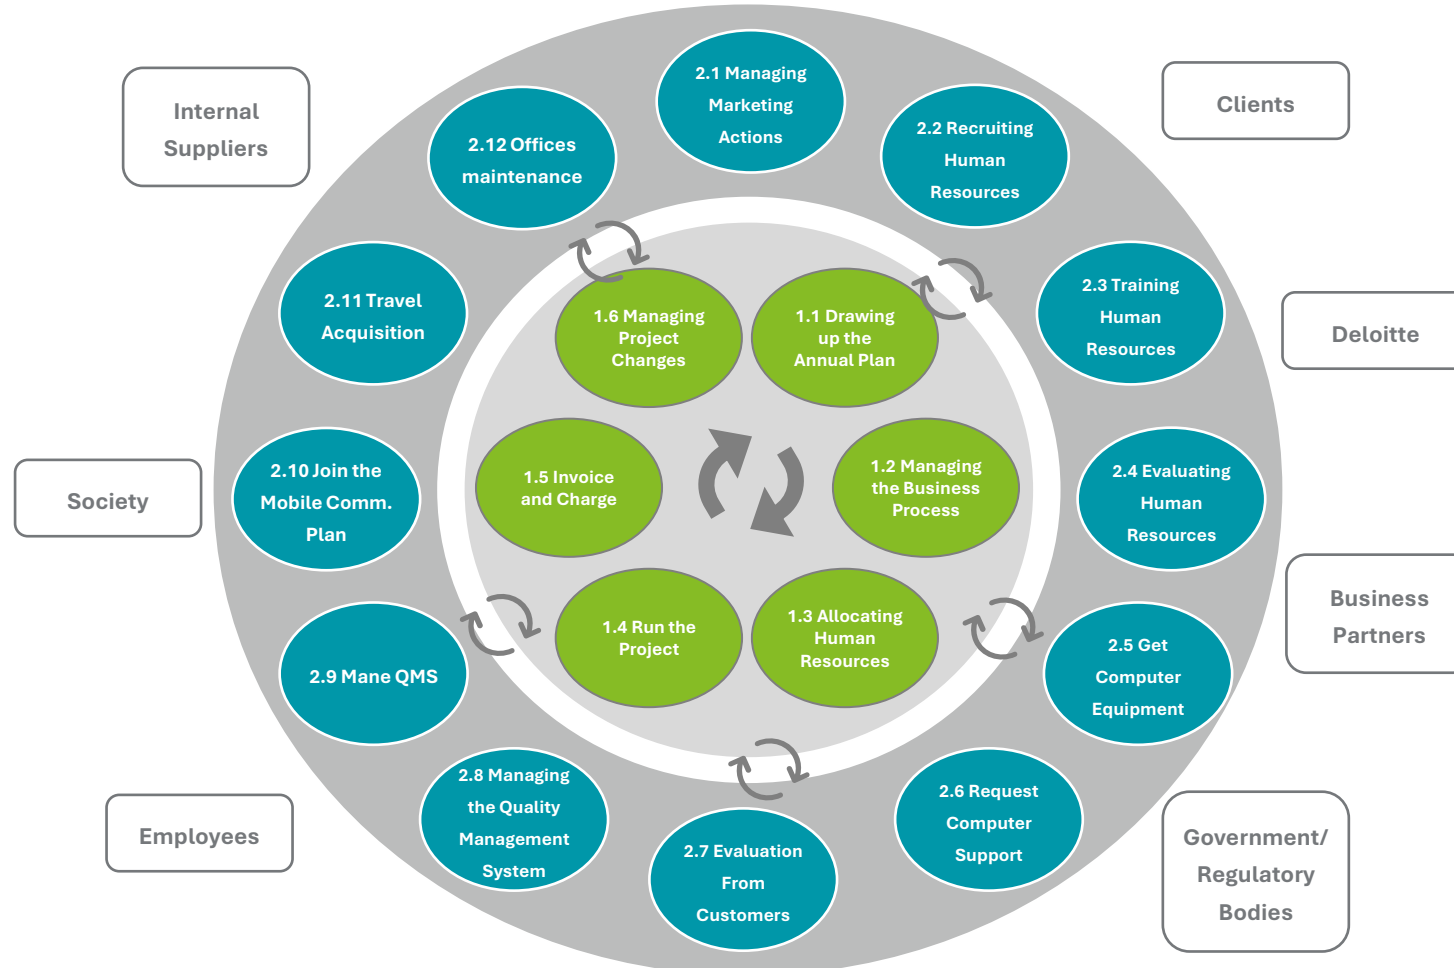 Internal
Suppliers
Clients
2.1 Managing
Marketing
Actions
2.2 Recruiting
Human
Resources
2.12 Offices
maintenance
2.11 Travel
Acquisition
2.3 Training
Human
Resources
Deloitte
1.6 Managing
Project
Changes
1.1 Drawing
up the
Annual Plan
Society
2.10 Join the
Mobile Comm.
Plan
1.5 Invoice
and Charge
1.2 Managing
the Business
Process
2.4 Evaluating
Human
Resources
Business
Partners
2.9 Mane QMS
1.4 Run the
Project
1.3 Allocating
Human
Resources
2.5 Get
Computer
Equipment
Employees
2.8 Managing
the Quality
Management
System
2.7 Evaluation
From
Customers
2.6 Request
Computer
Support
Government/
Regulatory
Bodies